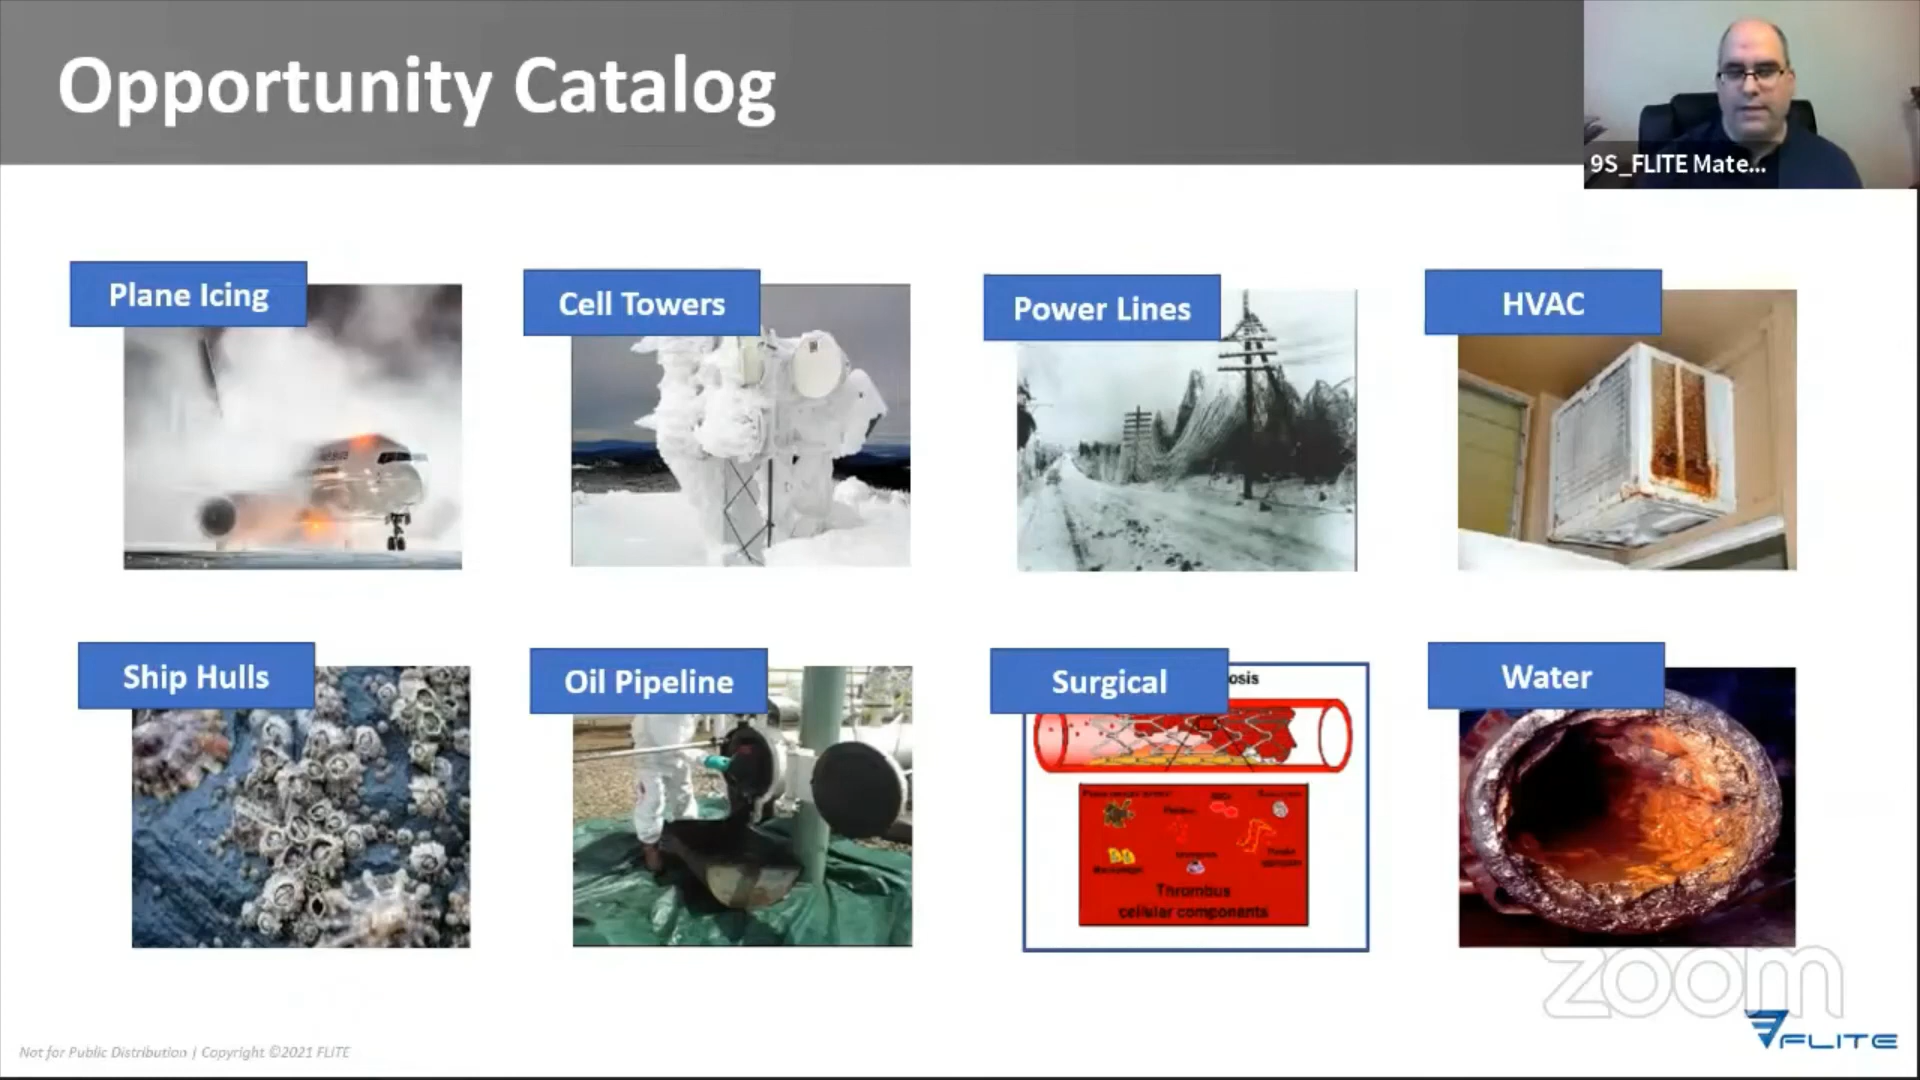 Opportunity Catalog
9S_FLITE Mate...
Plane Icing
Cell Towers
Power Lines
HVAC
Ship Hulls
Oil Pipeline
Surgical
osis
Thrombus
cellular components
Water
zoom
FLITE
Not for Public Distribution | Copyright ©2021 FLITE